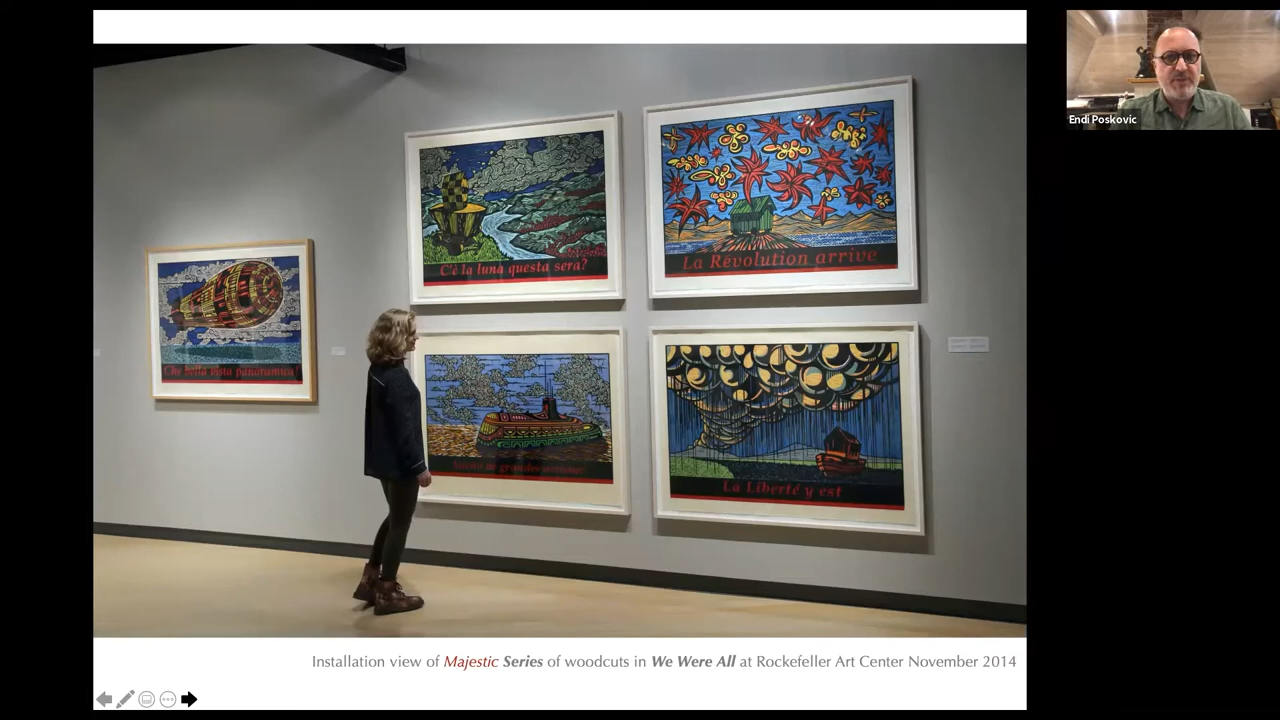 Endi Poskovic
C'è la luna questa sera?
La Révolution arrive
Che bella vista panoramica!
La Liberté y est
Installation view of Majestic Series of woodcuts in We Were All at Rockefeller Art Center November 2014